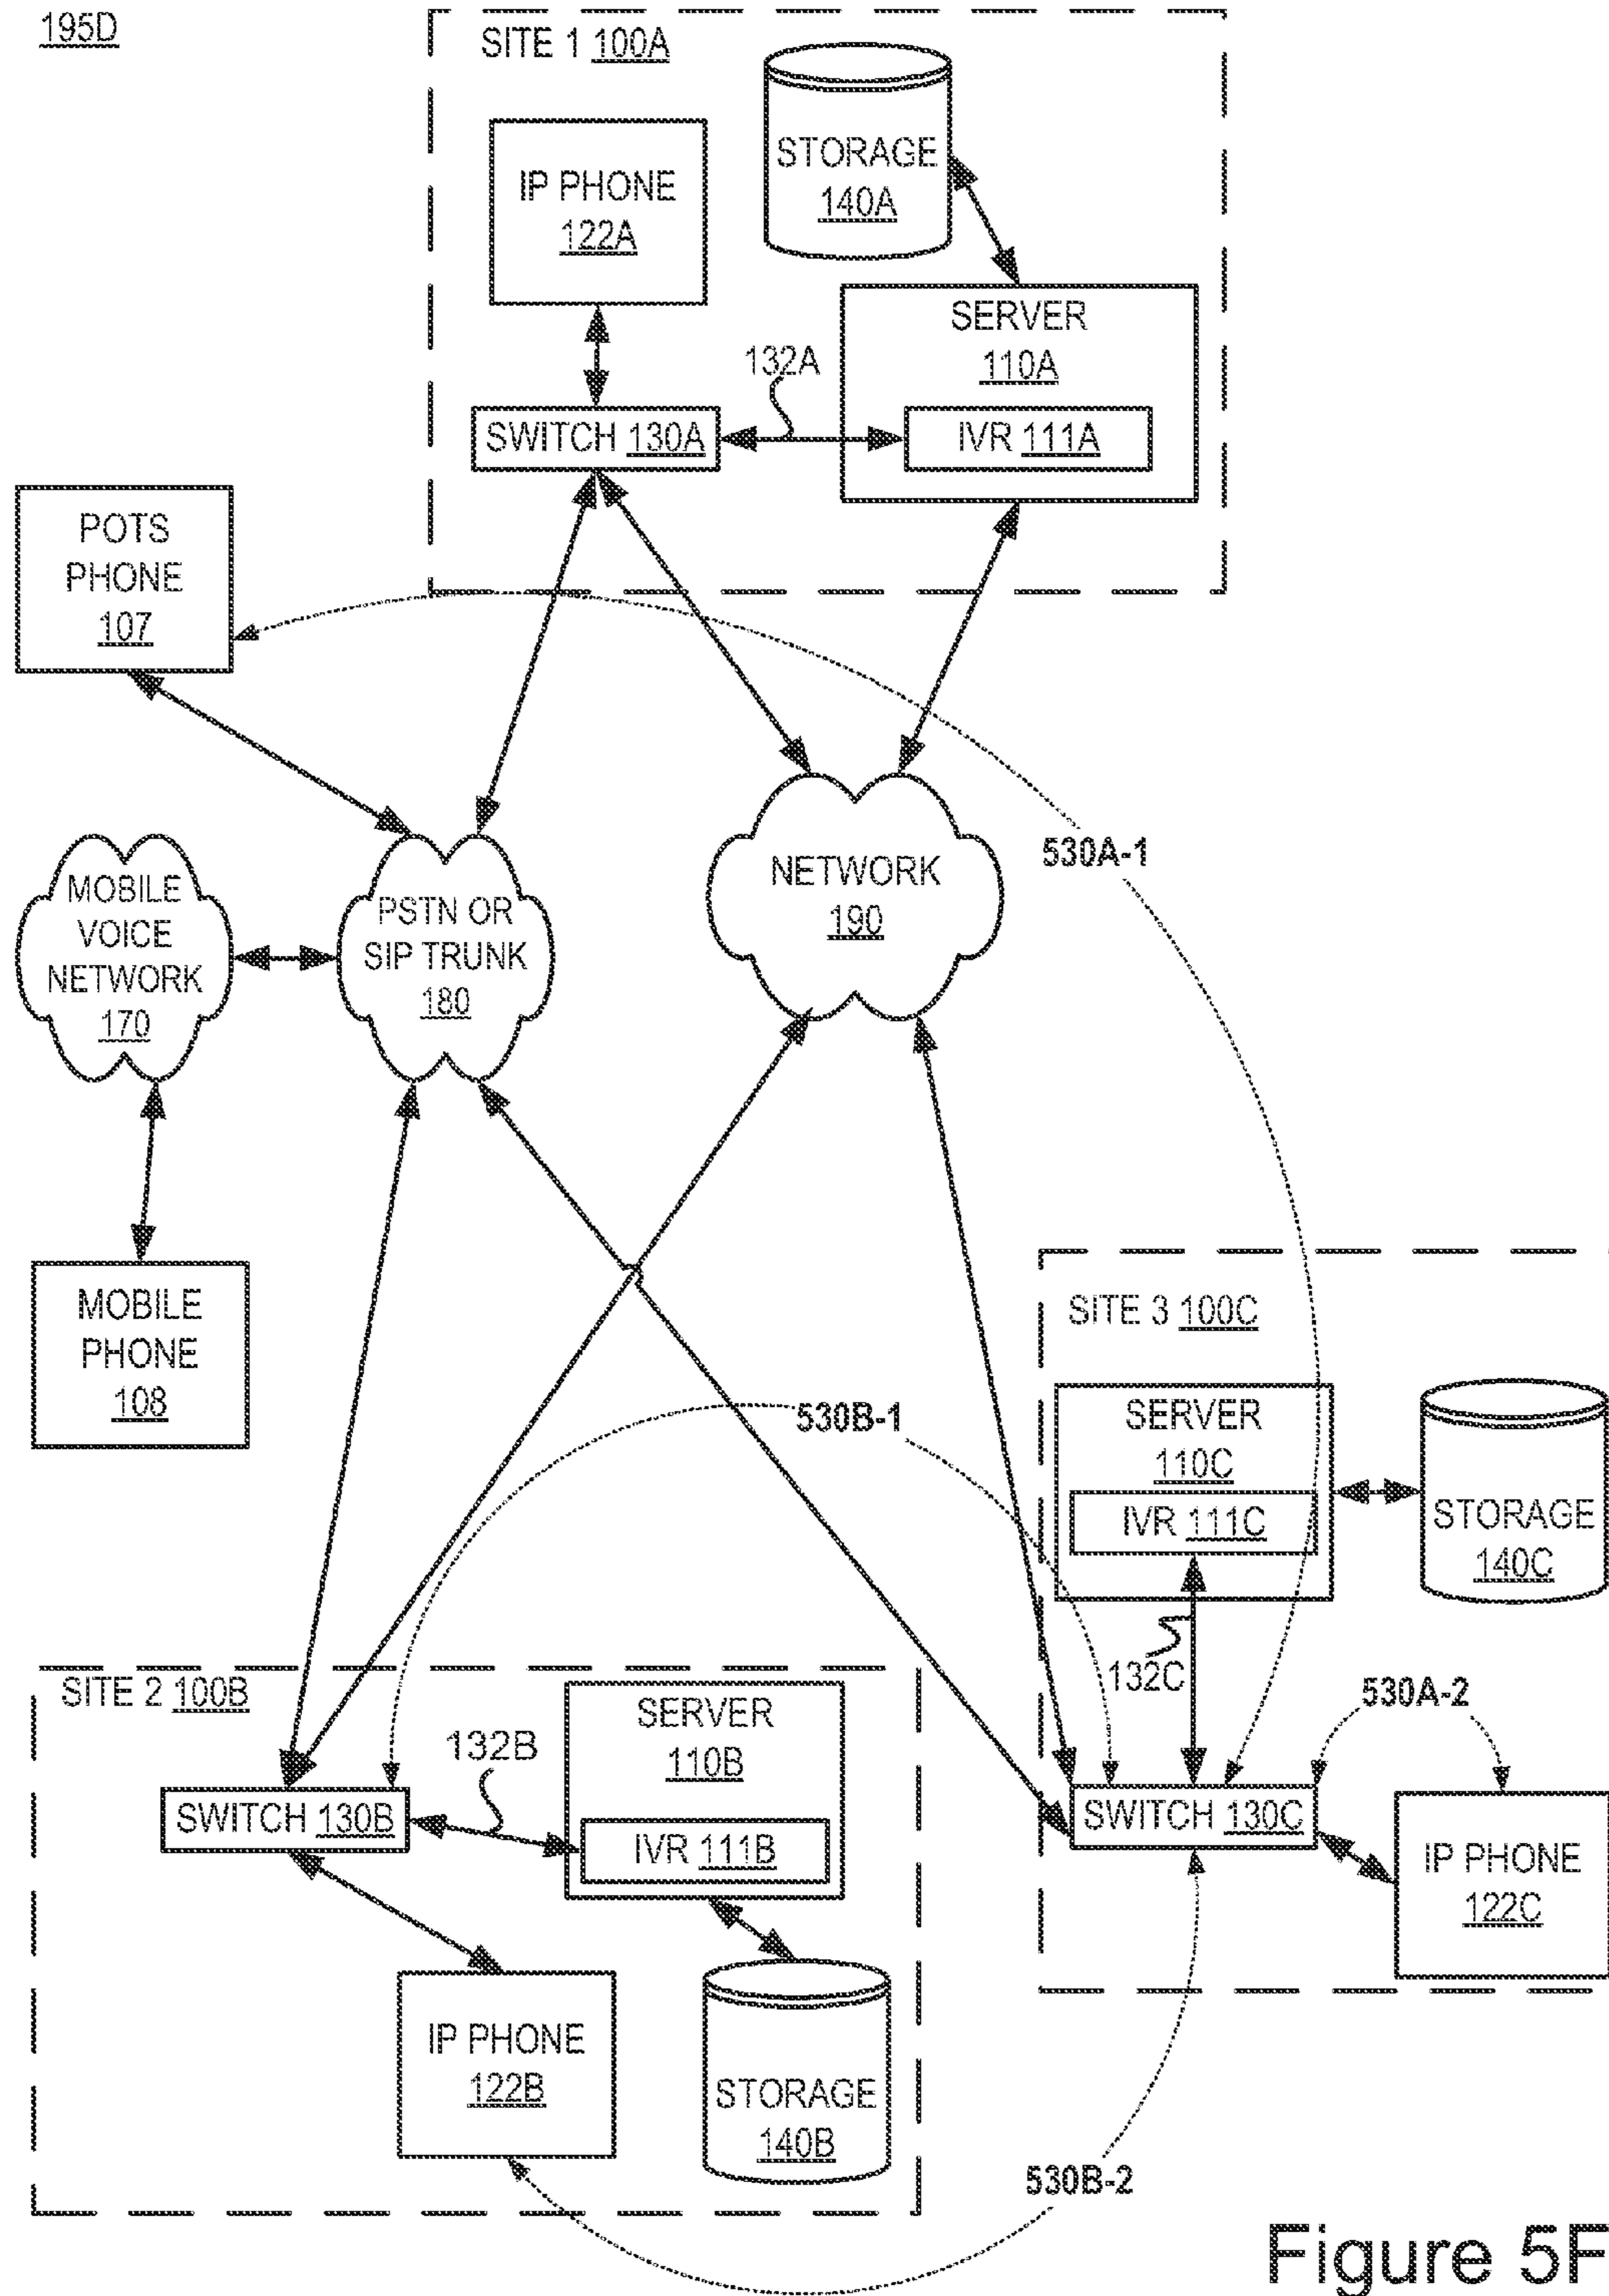 195D
SITE 1 100A
STORAGE
140A
IP PHONE
122A
SERVER
110A
132A
SWITCH 130A
IVR 111A
POTS
PHONE
107
530A-1
NETWORK
190
MOBILE
VOICE
NETWORK
170
PSTN OR
SIP TRUNK
180
MOBILE
PHONE
108
SITE 3 100C
530B-1
SERVER
110C
IVR 111C
STORAGE
140C
132C
530A-2
SITE 2 100B
SERVER
110B
132B
SWITCH 130B
IVR 111B
SWITCH 130C
IP PHONE
122C
IP PHONE
122B
STORAGE
140B
530B-2
Figure 5F